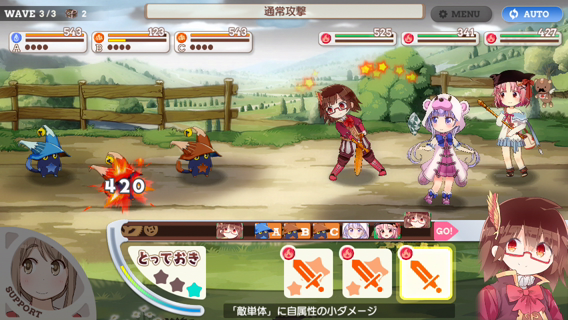 WAVE 3/3 2
通常攻撃
MENU
AUTO
543
A
123
B
543
C
525
341
427
420
A
B
C
GO!
とっておき
SUPPORT
「敵単体」に自属性の小ダメージ